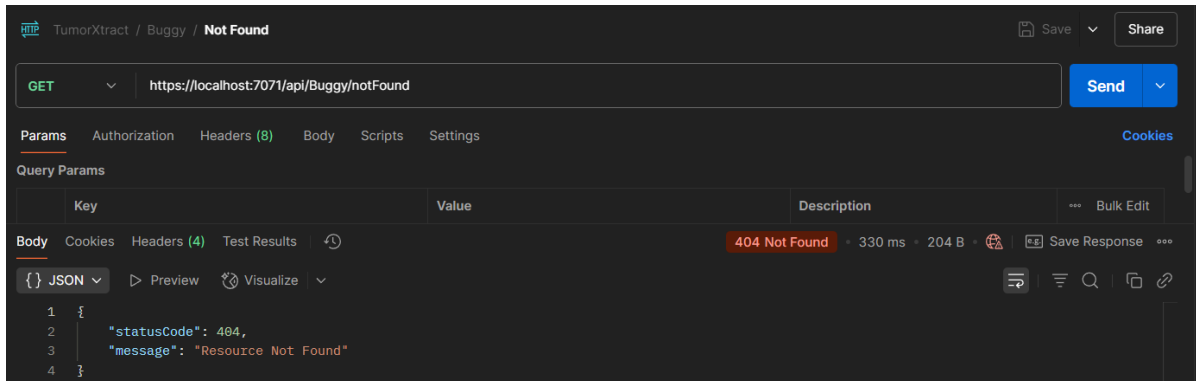 HTTP TumorXtract / Buggy / Not Found Save Share
GET https://localhost:7071/api/Buggy/notFound Send
Params Authorization Headers (8) Body Scripts Settings Cookies
Query Params
Key Value Description Bulk Edit
Body Cookies Headers (4) Test Results 404 Not Found 330 ms 204 B e.g. Save Response
{} JSON Preview Visualize
1 {
2 "statusCode": 404,
3 "message": "Resource Not Found"
4 }